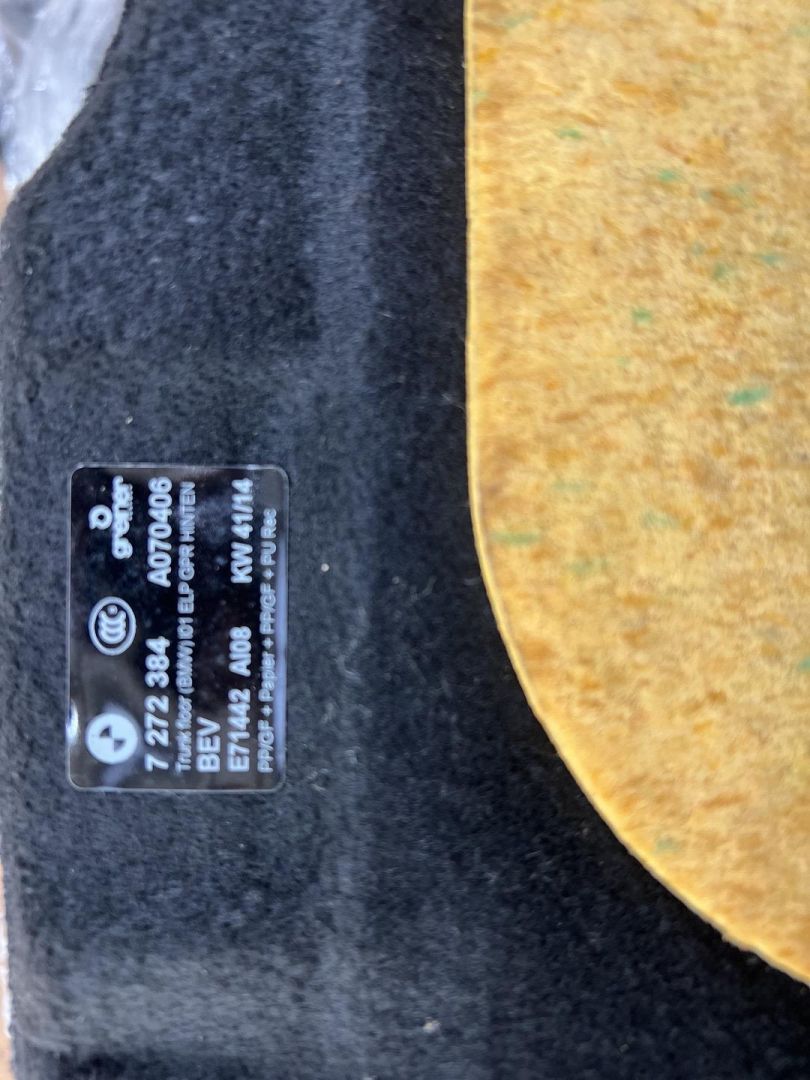 greiner
7 272 384 A070406
Trunk floor (BMW) I01 ELP GPR HINTEN
BEV
E71442 AI08 KW 41/14
PP/GF + Papier + PP/GF + PU Rec